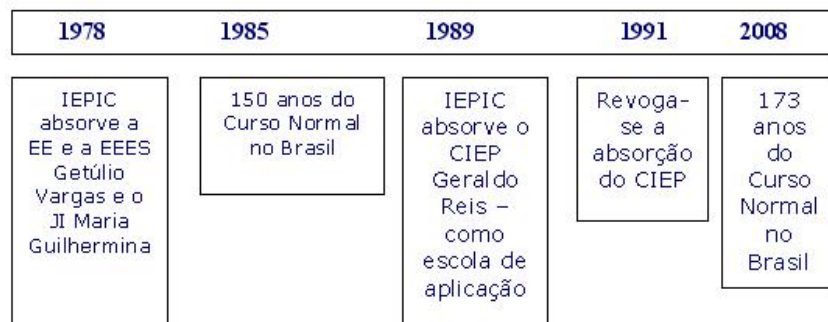 1978 1985 1989 1991 2008
IEPIC
absorve a
EE e a EEES
Getúlio
Vargas e o
JI Maria
Guilhermina
150 anos do
Curso Normal
no Brasil
IEPIC
absorve o
CIEP
Geraldo
Reis –
como
escola de
aplicação
Revoga-
se a
absorção
do CIEP
173
anos
do
Curso
Normal
no
Brasil